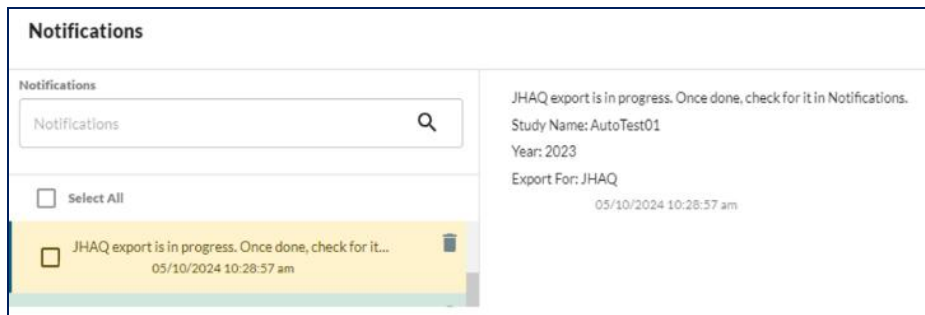 Notifications
Notifications
Notifications
Select All
JHAQ export is in progress. Once done, check for it...
05/10/2024 10:28:57 am
JHAQ export is in progress. Once done, check for it in Notifications.
Study Name: AutoTest01
Year: 2023
Export For: JHAQ
05/10/2024 10:28:57 am